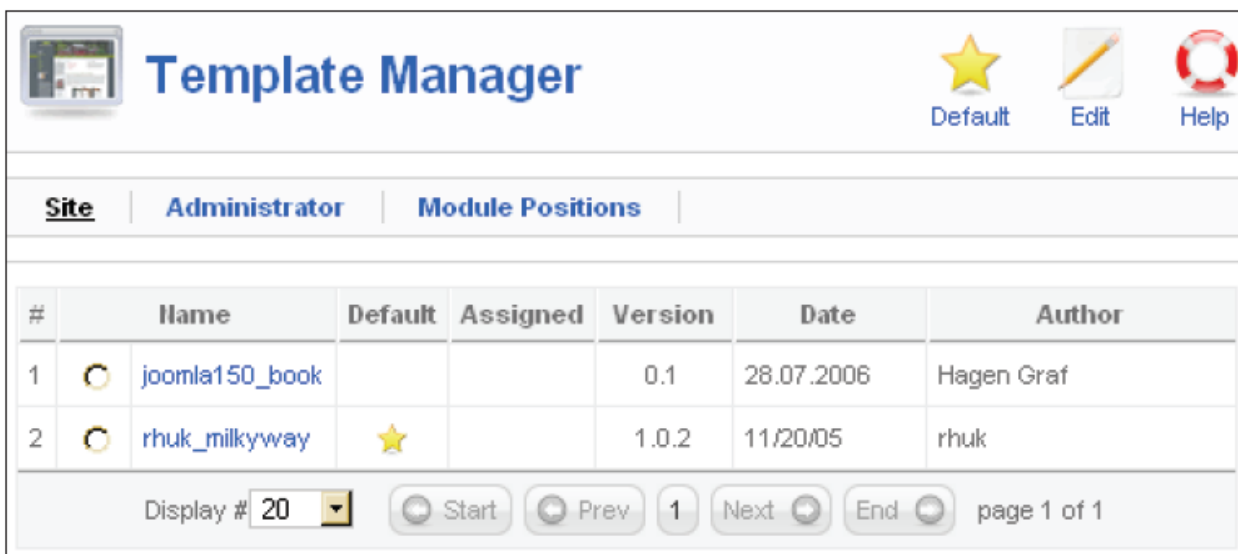 Template Manager
Default Edit Help
Site Administrator Module Positions
# Name Default Assigned Version Date Author
1 joomla150_book 0.1 28.07.2006 Hagen Graf
2 rhuk_milkyway 1.0.2 11/20/05 rhuk
Display # 20 Start Prev 1 Next End page 1 of 1